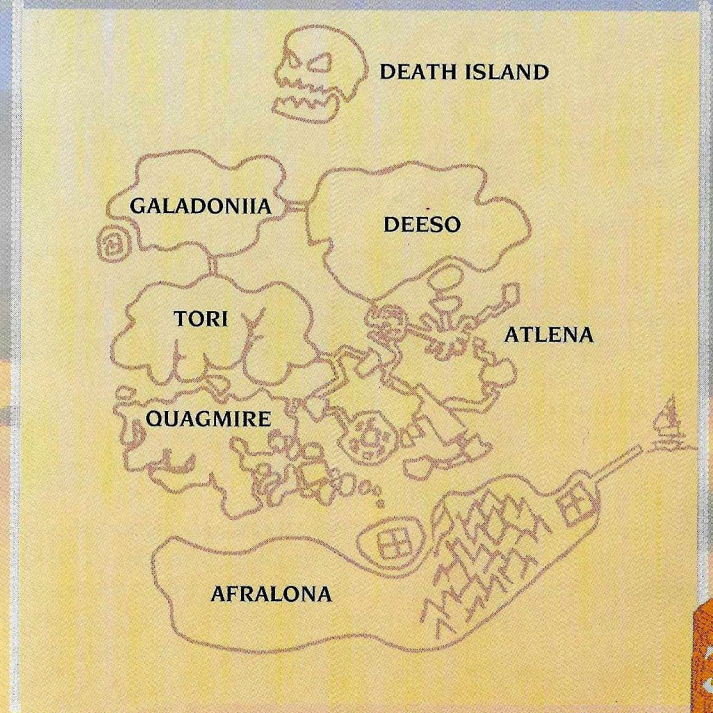 DEATH ISLAND
GALADONIIA
DEESO
TORI
ATLENA
QUAGMIRE
AFRALONA